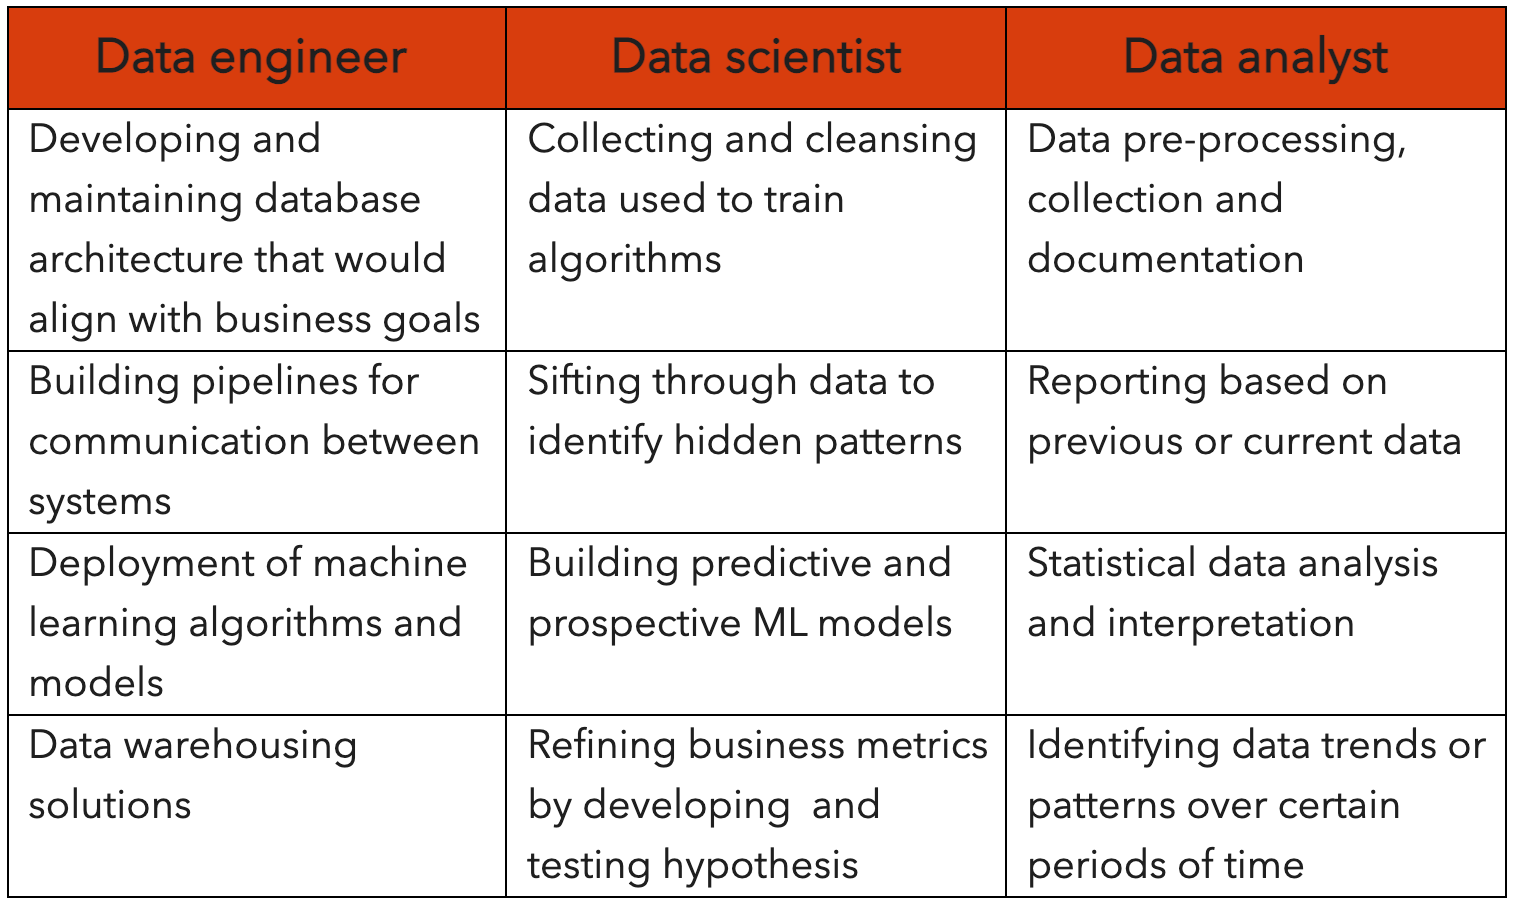 Data engineer
Data scientist
Data analyst
Developing and
maintaining database
architecture that would
align with business goals
Collecting and cleansing
data used to train
algorithms
Data pre-processing,
collection and
documentation
Building pipelines for
communication between
systems
Sifting through data to
identify hidden patterns
Reporting based on
previous or current data
Deployment of machine
learning algorithms and
models
Building predictive and
prospective ML models
Statistical data analysis
and interpretation
Data warehousing
solutions
Refining business metrics
by developing  and
testing hypothesis
Identifying data trends or
patterns over certain
periods of time